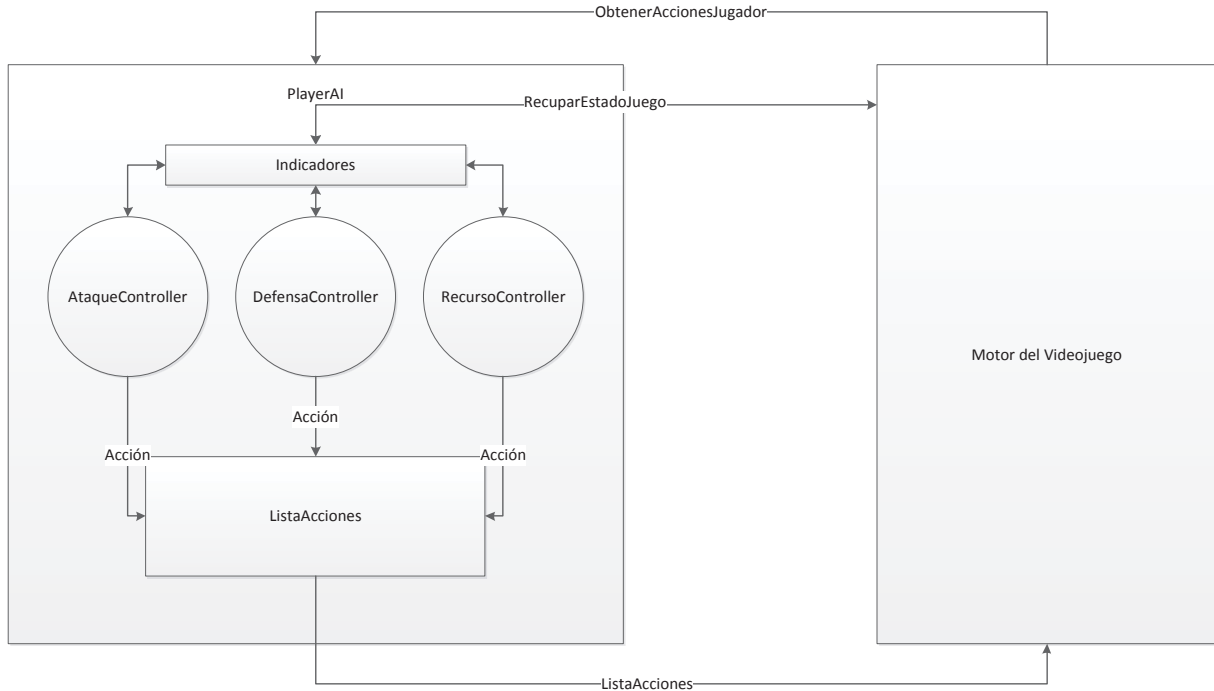 ObtenerAccionesJugador
PlayerAI
RecuparEstadoJuego
Indicadores
AtaqueController
DefensaController
RecursoController
Motor del Videojuego
Acción
Acción
Acción
ListaAcciones
ListaAcciones